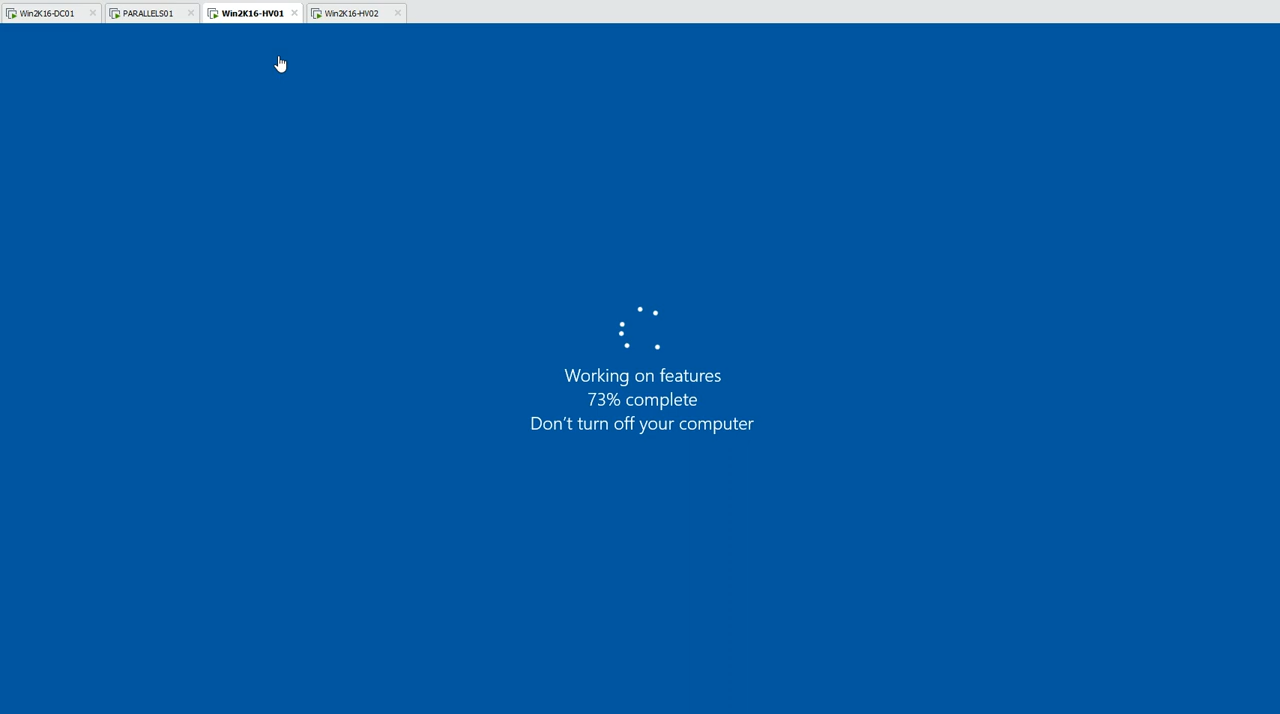 Win2K16-DC01 PARALLELS01 Win2K16-HV01 Win2K16-HV02
Working on features
73% complete
Don't turn off your computer